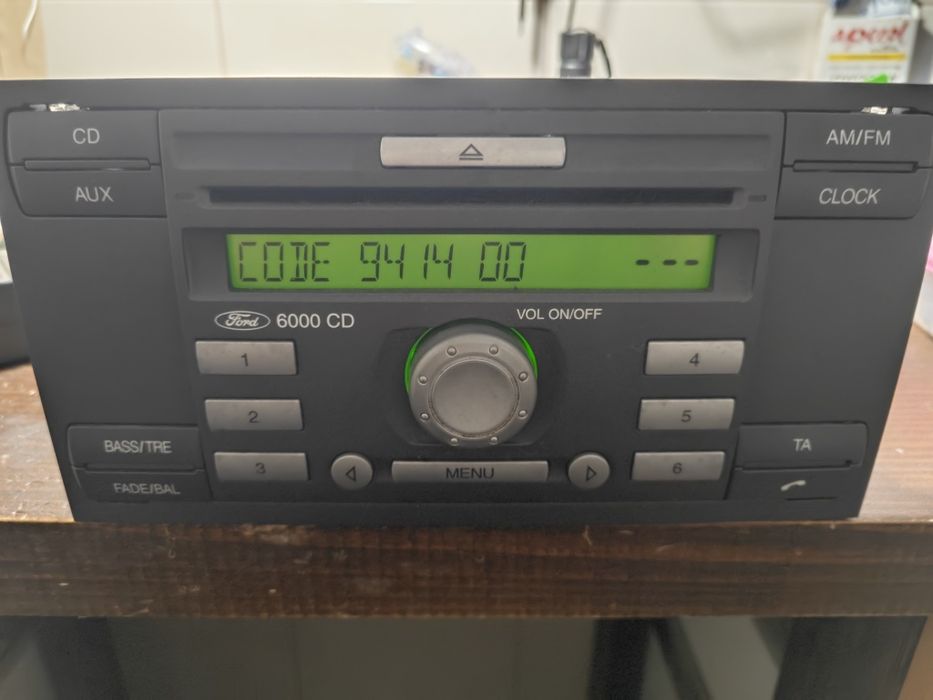 CD
AUX
AM/FM
CLOCK
CODE 9414 00 ---
Ford 6000 CD
VOL ON/OFF
1
2
3
4
5
6
BASS/TRE
FADE/BAL
MENU
TA